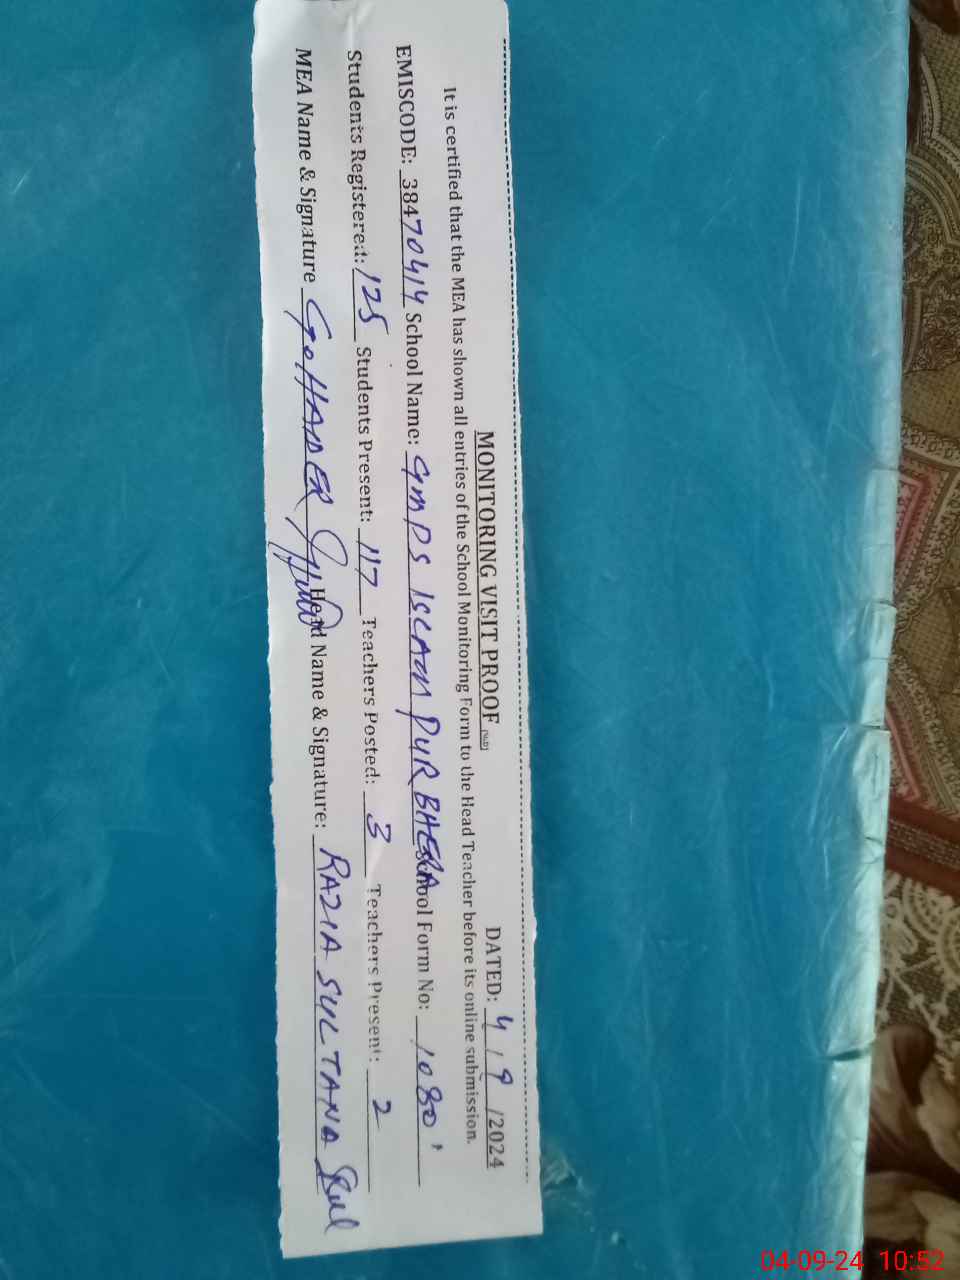 MONITORING VISIT PROOF DATED: 4/9/2024
It is certified that the MEA has shown all entries of the School Monitoring Form to the Head Teacher before its online submission.
EMISCODE: 38470414 School Name: GMPS ISLAM PUR BHERA School Form No: 1080
Students Registered: 125 Students Present: 117 Teachers Posted: 3 Teachers Present: 2
MEA Name & Signature GoHADER Head Name & Signature: RAZIA SULTANA
04-09-24 10:52